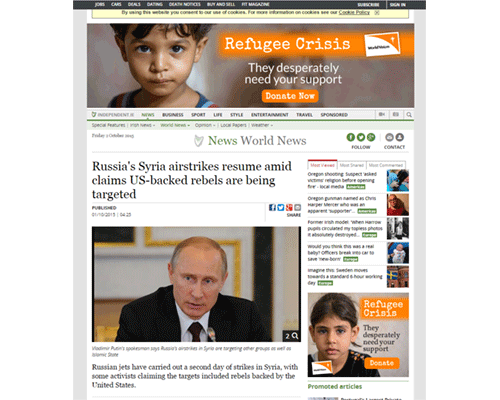 JOBS CARS DEALS DATING DEATH NOTICES BUY AND SELL FIT MAGAZINE SUBSCRIBE SIGN IN
By using this website you consent to our use of cookies. For more information on cookies see our Cookie Policy X
Refugee Crisis
They desperately
need your support
Donate Now
World Vision
INDEPENDENT.IE NEWS BUSINESS SPORT LIFE STYLE ENTERTAINMENT TRAVEL SPONSORED
Special Features Irish News World News Opinion Local Papers Weather
Friday 2 October 2015
News World News
FOLLOW CONTACT
Russia's Syria airstrikes resume amid
claims US-backed rebels are being
targeted
PUBLISHED
01/10/2015 | 04:25
SHARE
2
Vladimir Putin's spokesman says Russia's airstrikes in Syria are targeting other groups as well as
Islamic State
Russian jets have carried out a second day of strikes in Syria, with
some activists claiming the targets included rebels backed by the
United States.
Most Viewed Most Shared Most Commented
Oregon shooting: Suspect 'asked
victims' religion before opening
fire' - local media Americas
Oregon gunman named as Chris
Harper Mercer who was an
apparent 'supporter'... Americas
Former Irish model: 'When Harrow
pupils circulated my topless photos
it absolutely destroyed... Europe
Would you think this was a real
baby? Officers break into car to
save 'new-born' Europe
Imagine this: Sweden moves
towards a standard 6-hour working
day Europe
Refugee
Crisis
They
desperately
need your
support
Donate
Promoted articles